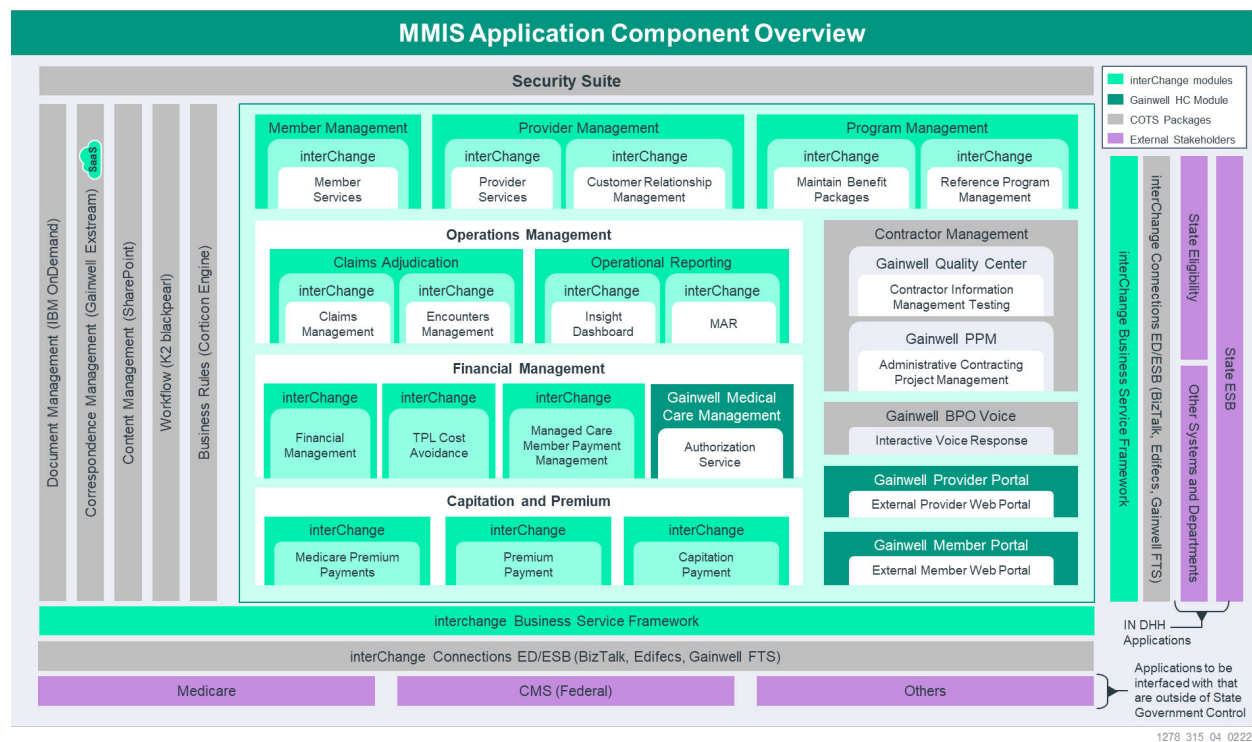 MMIS Application Component Overview
Security Suite
interChange modules
Gainwell HC Module
COTS Packages
External Stakeholders
Document Management (IBM OnDemand)
Correspondence Management (Gainwell Exstream)
SaaS
Content Management (SharePoint)
Workflow (K2 blackpearl)
Business Rules (Corticon Engine)
Member Management
interChange
Member
Services
Provider Management
interChange
Provider
Services
interChange
Customer Relationship
Management
Program Management
interChange
Maintain Benefit
Packages
interChange
Reference Program
Management
Operations Management
Claims Adjudication
interChange
Claims
Management
interChange
Encounters
Management
Operational Reporting
interChange
Insight
Dashboard
interChange
MAR
Financial Management
interChange
Financial
Management
interChange
TPL Cost
Avoidance
interChange
Managed Care
Member Payment
Management
Gainwell Medical
Care Management
Authorization
Service
Capitation and Premium
interChange
Medicare Premium
Payments
interChange
Premium
Payment
interChange
Capitation
Payment
Contractor Management
Gainwell Quality Center
Contractor Information
Management Testing
Gainwell PPM
Administrative Contracting
Project Management
Gainwell BPO Voice
Interactive Voice Response
Gainwell Provider Portal
External Provider Web Portal
Gainwell Member Portal
External Member Web Portal
interChange Business Service Framework
interChange Connections ED/ESB (BizTalk, Edifecs, Gainwell FTS)
State Eligibility
Other Systems and Departments
State ESB
IN DHH
Applications
interchange Business Service Framework
interChange Connections ED/ESB (BizTalk, Edifecs, Gainwell FTS)
Medicare
CMS (Federal)
Others
Applications to be
interfaced with that
are outside of State
Government Control
1278_315_04_0222